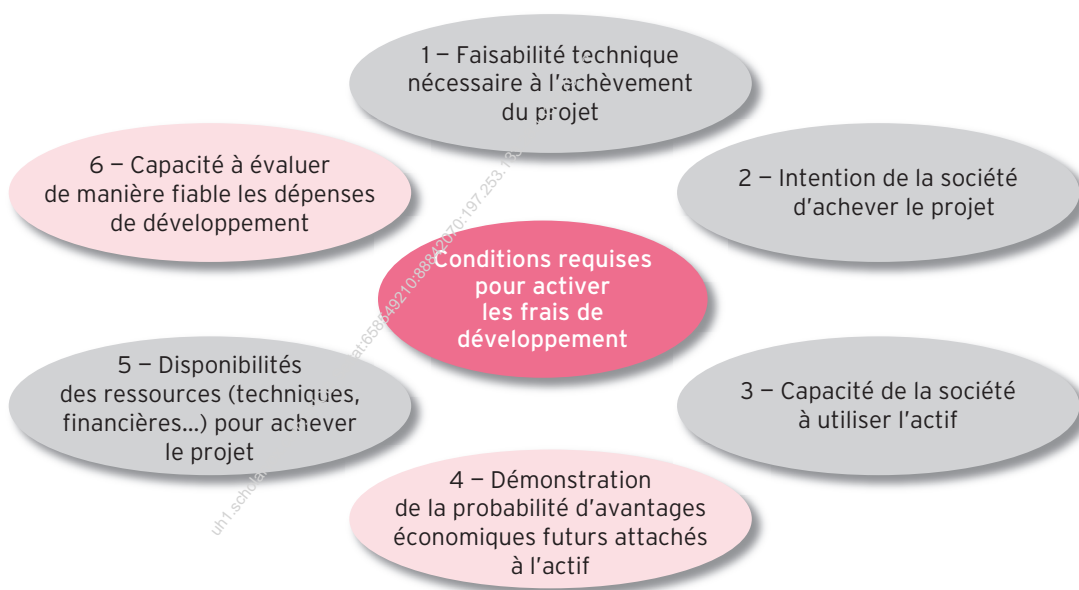 1 – Faisabilité technique
nécessaire à l'achèvement
du projet
2 – Intention de la société
d'achever le projet
3 – Capacité de la société
à utiliser l'actif
4 – Démonstration
de la probabilité d'avantages
économiques futurs attachés
à l'actif
5 – Disponibilités
des ressources (techniques,
financières...) pour achever
le projet
6 – Capacité à évaluer
de manière fiable les dépenses
de développement
Conditions requises
pour activer
les frais de
développement